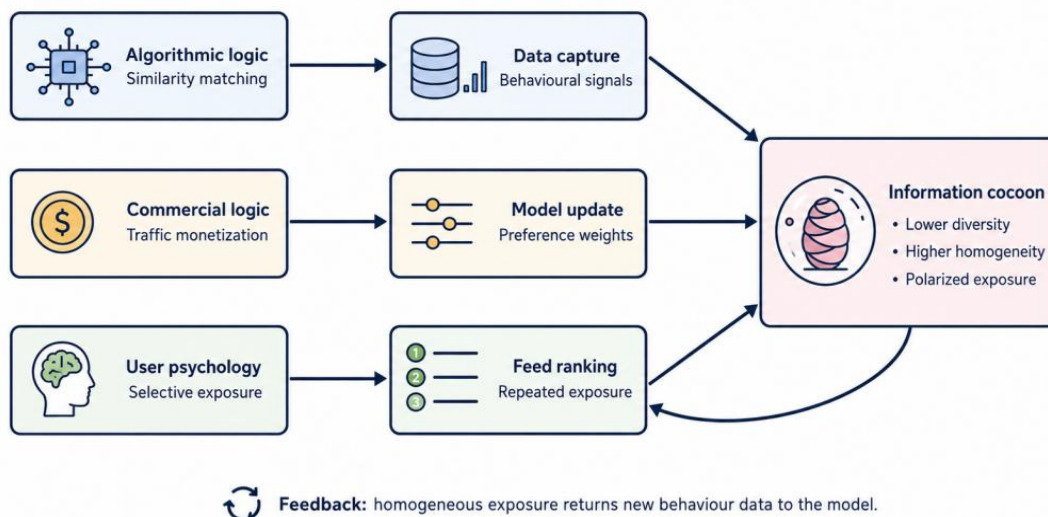 Algorithmic logic
Similarity matching
Data capture
Behavioural signals
Commercial logic
Traffic monetization
$
Model update
Preference weights
Information cocoon
• Lower diversity
• Higher homogeneity
• Polarized exposure
User psychology
Selective exposure
1
2
3
Feed ranking
Repeated exposure
Feedback: homogeneous exposure returns new behaviour data to the model.